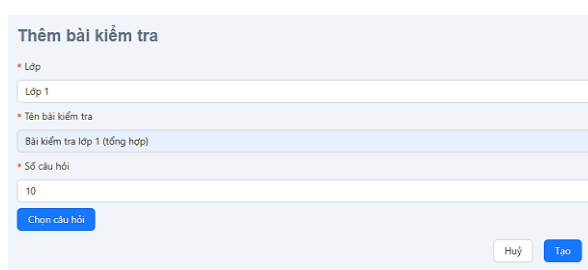 Thêm bài kiểm tra
* Lớp
Lớp 1
* Tên bài kiểm tra
Bài kiểm tra lớp 1 (tổng hợp)
* Số câu hỏi
10
Chọn câu hỏi
Huỷ Tạo